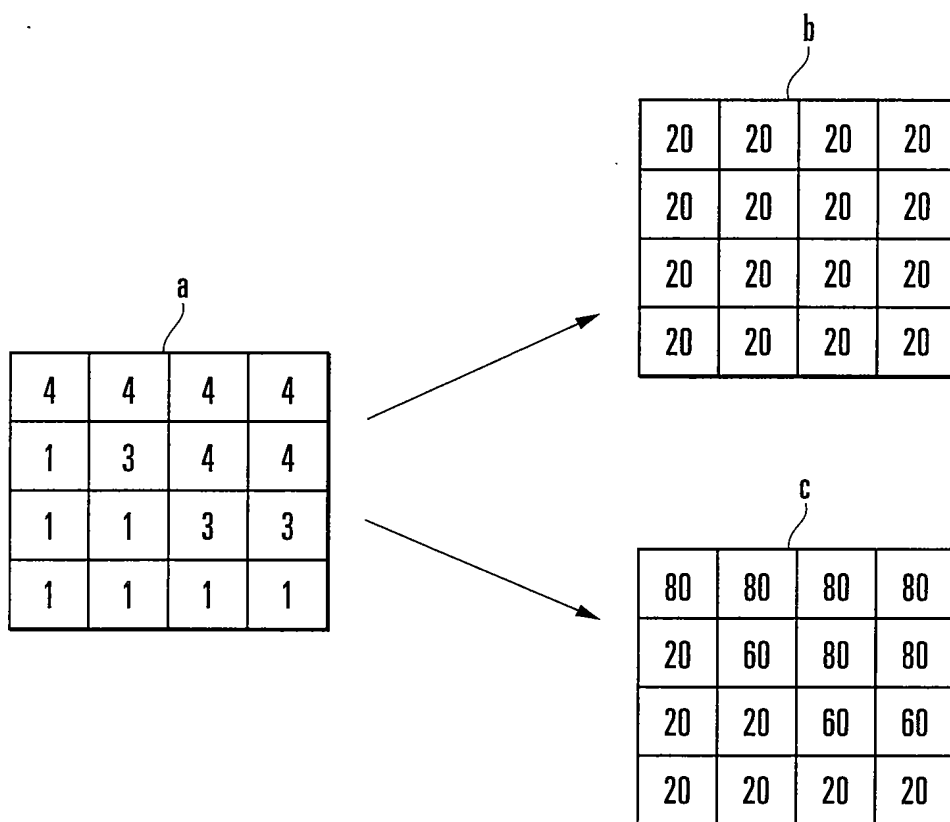 b
20 20 20 20
20 20 20 20
20 20 20 20
20 20 20 20
a
4 4 4 4
1 3 4 4
1 1 3 3
1 1 1 1
c
80 80 80 80
20 60 80 80
20 20 60 60
20 20 20 20